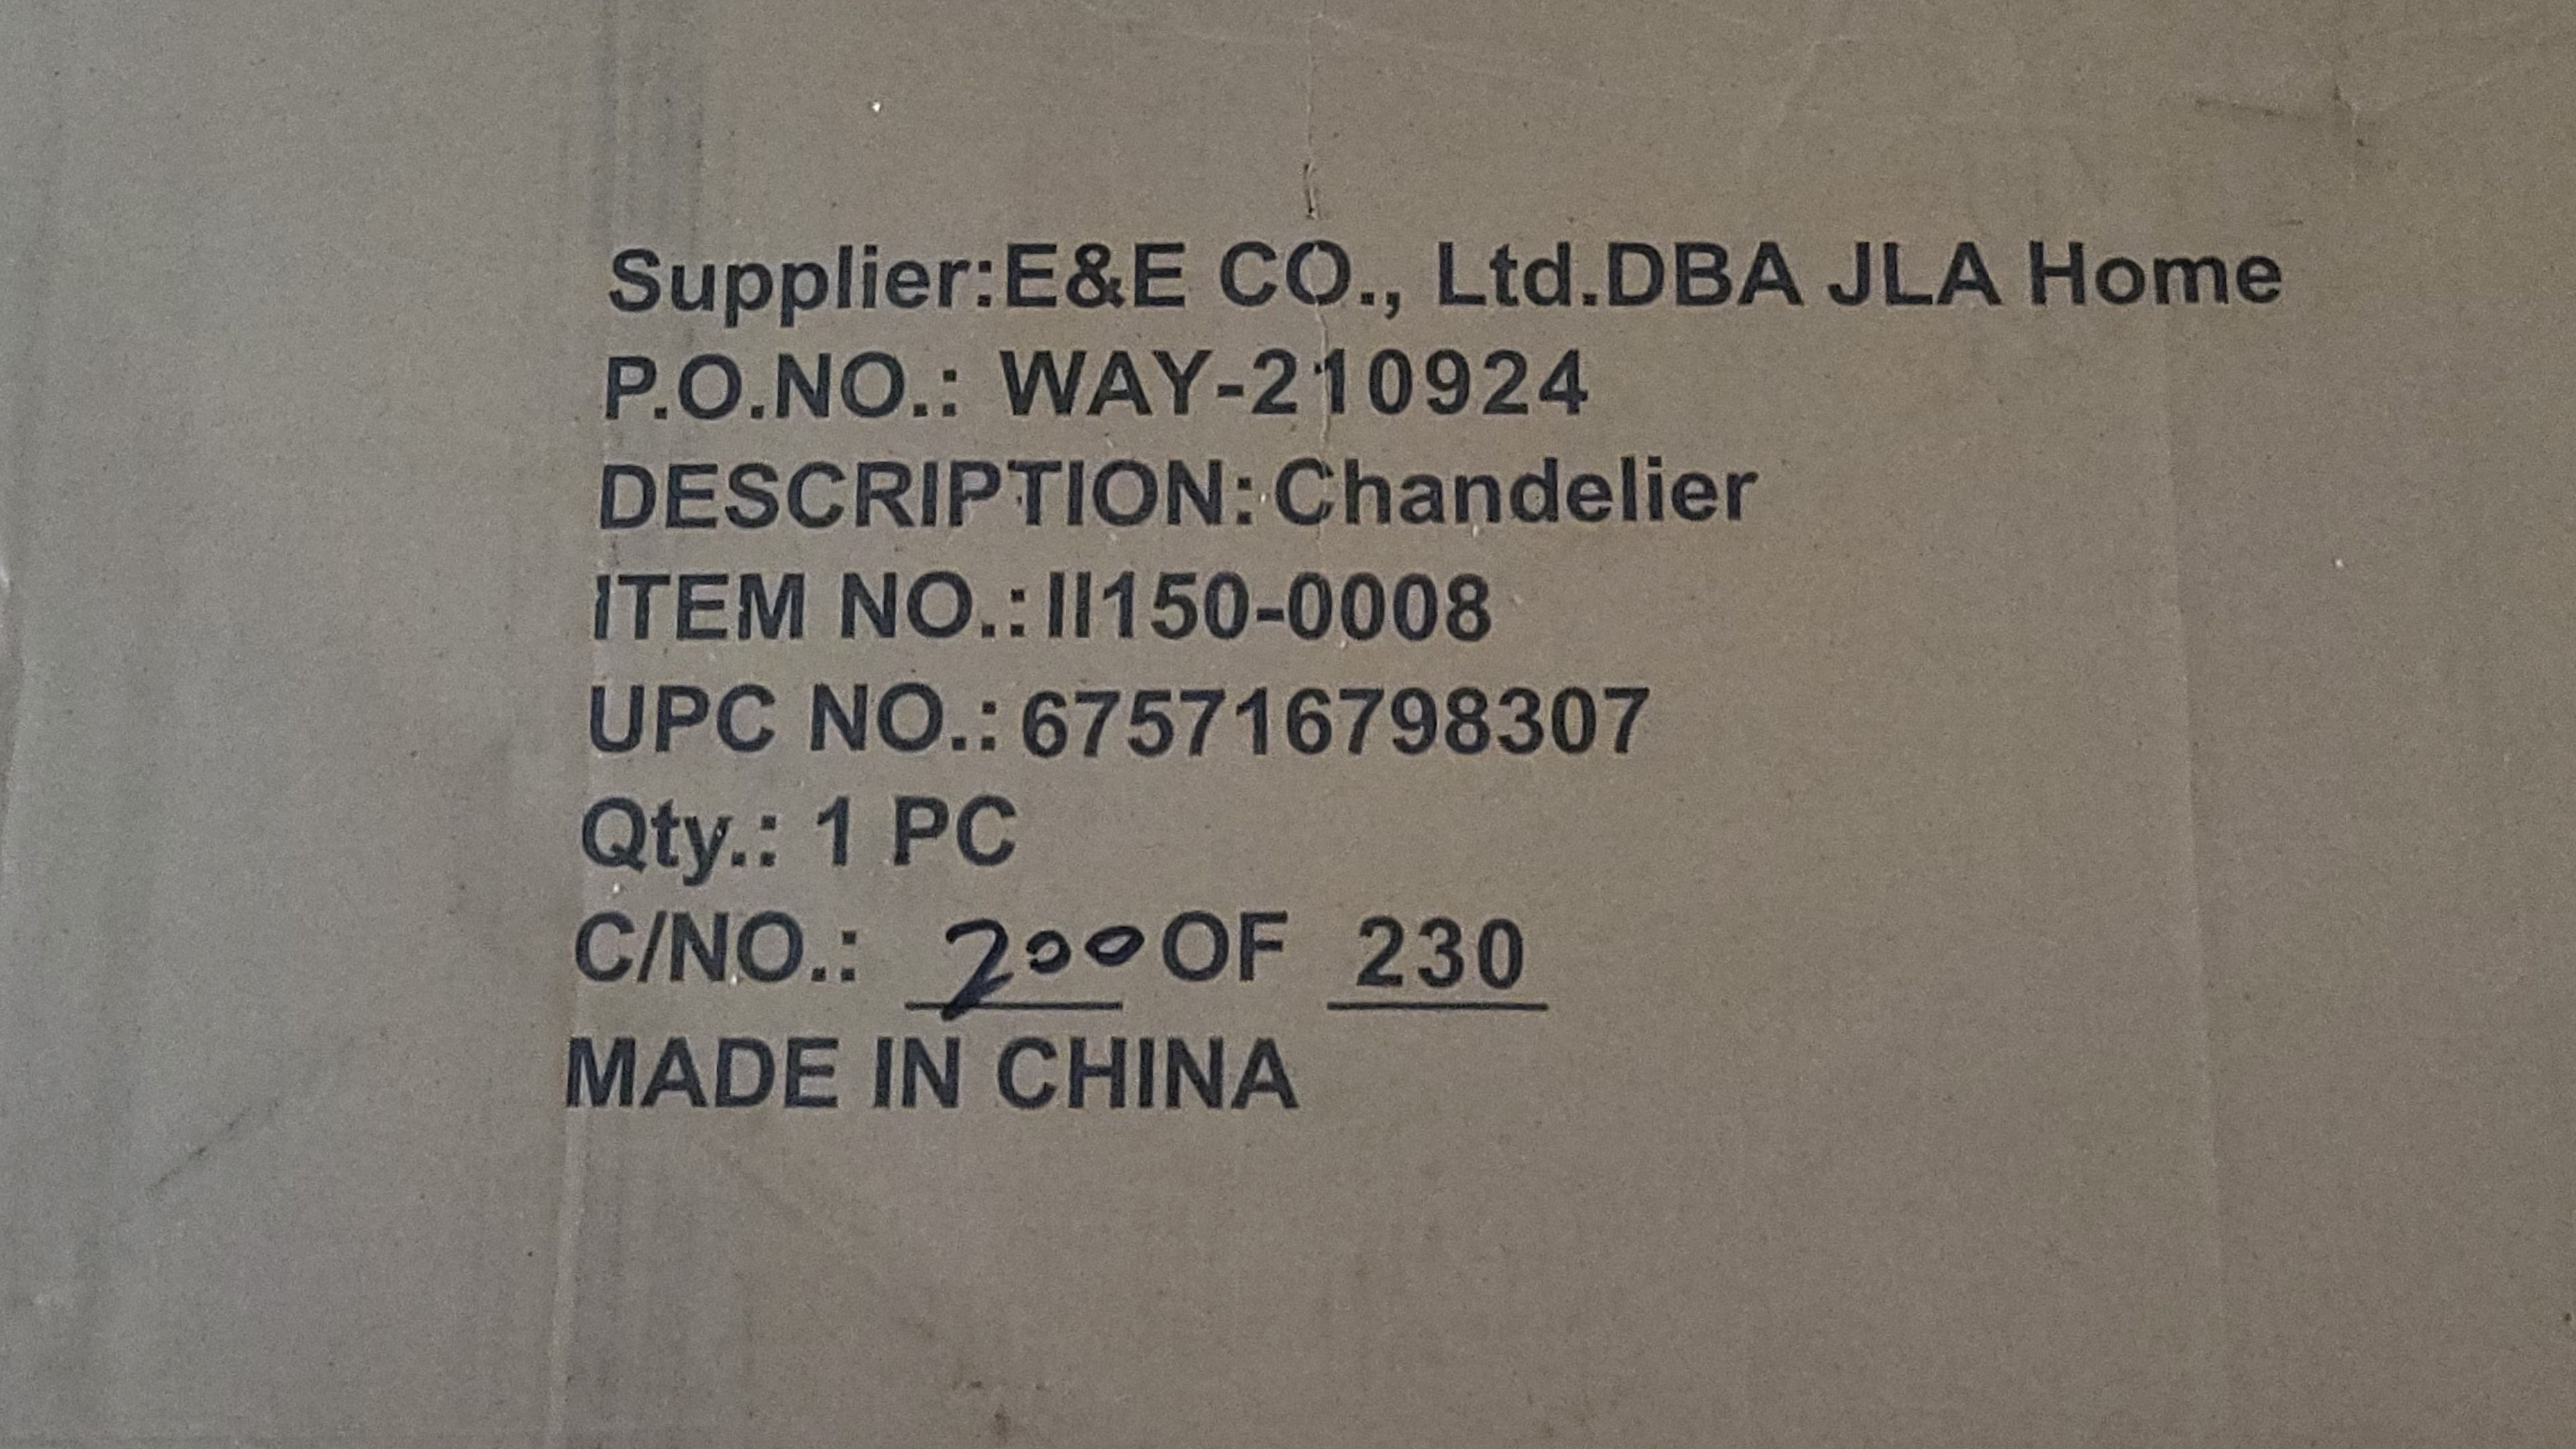 Supplier:E&E CO., Ltd.DBA JLA Home
P.O.NO.: WAY-210924
DESCRIPTION: Chandelier
ITEM NO.: II150-0008
UPC NO.: 675716798307
Qty.: 1 PC
C/NO.: 200 OF 230
MADE IN CHINA